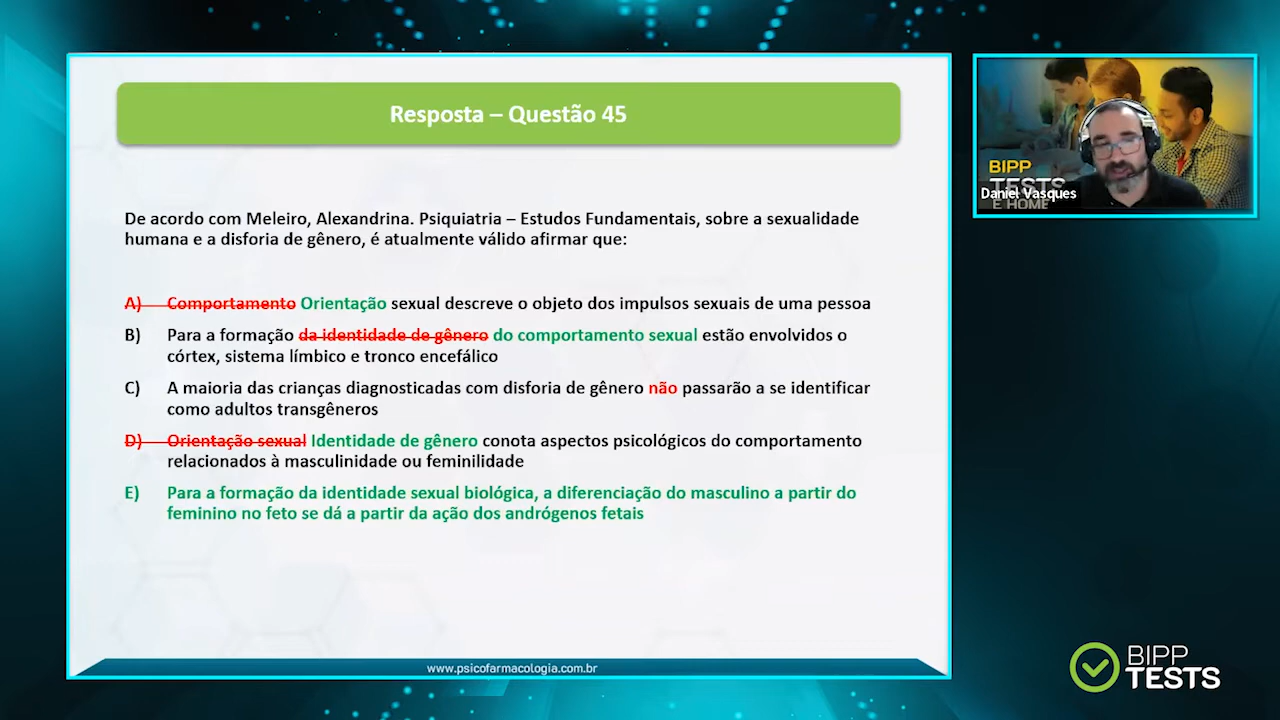 Resposta – Questão 45
De acordo com Meleiro, Alexandrina. Psiquiatria – Estudos Fundamentais, sobre a sexualidade
humana e a disforia de gênero, é atualmente válido afirmar que:
A) Comportamento Orientação sexual descreve o objeto dos impulsos sexuais de uma pessoa
B) Para a formação da identidade de gênero do comportamento sexual estão envolvidos o
córtex, sistema límbico e tronco encefálico
C) A maioria das crianças diagnosticadas com disforia de gênero não passarão a se identificar
como adultos transgêneros
D) Orientação sexual Identidade de gênero conota aspectos psicológicos do comportamento
relacionados à masculinidade ou feminilidade
E) Para a formação da identidade sexual biológica, a diferenciação do masculino a partir do
feminino no feto se dá a partir da ação dos andrógenos fetais
www.psicofarmacologia.com.br
BIPP
TESTS
Daniel Vasques
E HOME
BIPP
TESTS